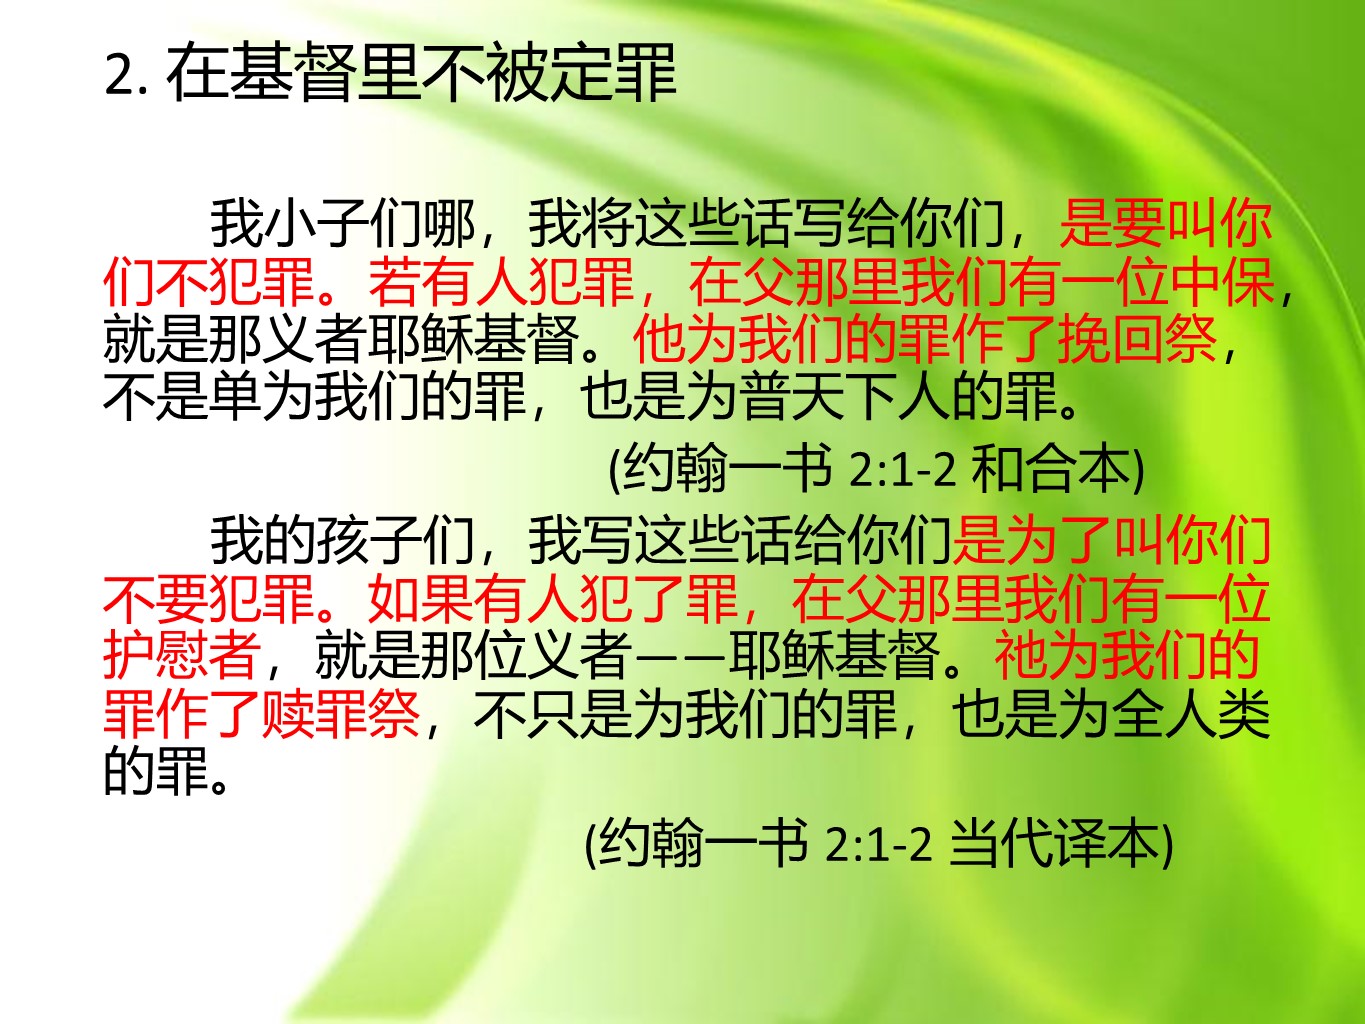 2. 在基督里不被定罪
我小子们哪，我将这些话写给你们，是要叫你
们不犯罪。若有人犯罪，在父那里我们有一位中保，
就是那义者耶稣基督。他为我们的罪作了挽回祭，
不是单为我们的罪，也是为普天下人的罪。
(约翰一书 2:1-2 和合本)
我的孩子们，我写这些话给你们是为了叫你们
不要犯罪。如果有人犯了罪，在父那里我们有一位
护慰者，就是那位义者——耶稣基督。祂为我们的
罪作了赎罪祭，不只是为我们的罪，也是为全人类
的罪。
(约翰一书 2:1-2 当代译本)